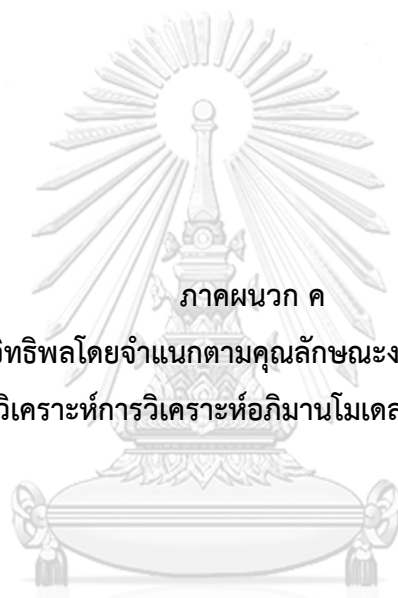 ภาคผนวก ค
ทธิพลโดยจำแนกตามคุณลักษณะง
วิเคราะห์การวิเคราะห์อภิมานโมเดล